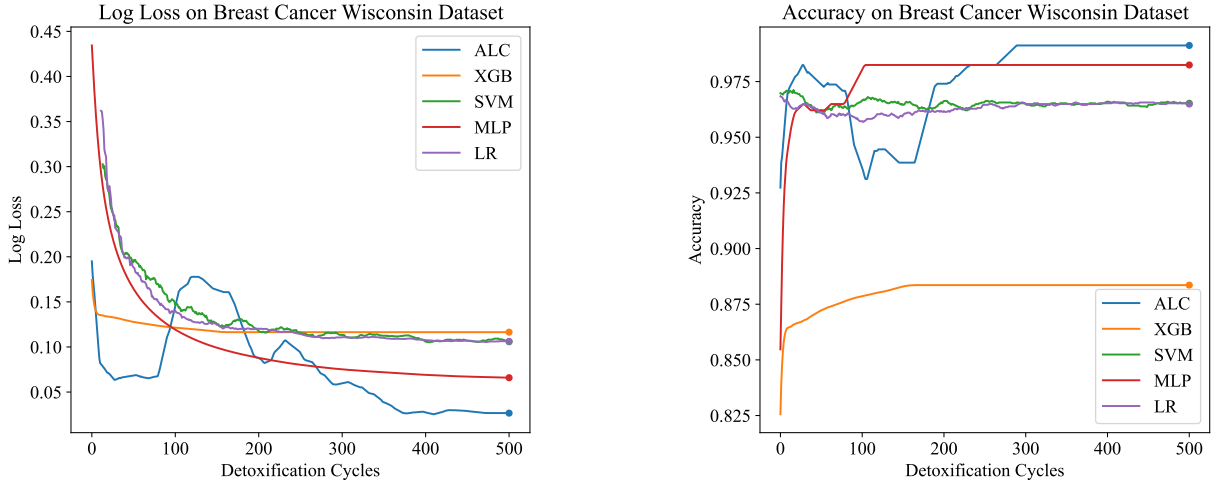 Log Loss on Breast Cancer Wisconsin Dataset
0.45
0.40
0.35
0.30
0.25
0.20
0.15
0.10
0.05
Log Loss
0
100
200
300
400
500
Detoxification Cycles
ALC
XGB
SVM
MLP
LR
Accuracy on Breast Cancer Wisconsin Dataset
0.975
0.950
0.925
0.900
0.875
0.850
0.825
Accuracy
0
100
200
300
400
500
Detoxification Cycles
ALC
XGB
SVM
MLP
LR